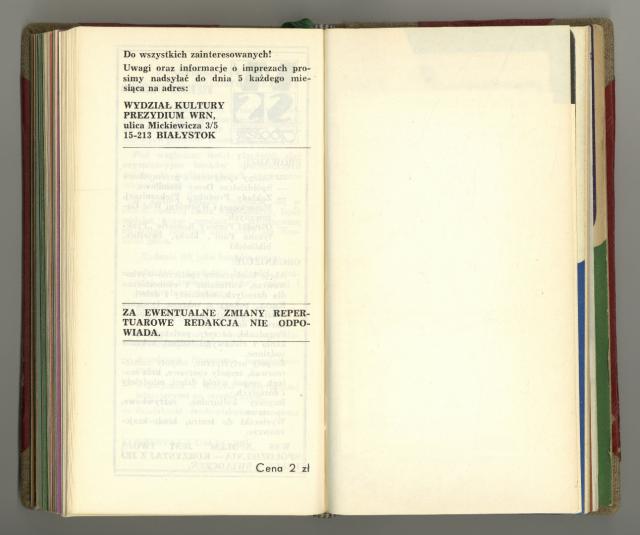 Do wszystkich zainteresowanych!
Uwagi oraz informacje o imprezach pro-
simy nadsyłać do dnia 5 każdego mie-
siąca na adres:
WYDZIAŁ KULTURY
PREZYDIUM WRN,
ulica Mickiewicza 3/5
15-213 BIAŁYSTOK
ZA EWENTUALNE ZMIANY REPER-
TUAROWE REDAKCJA NIE ODPO-
WIADA.
Cena 2 zł